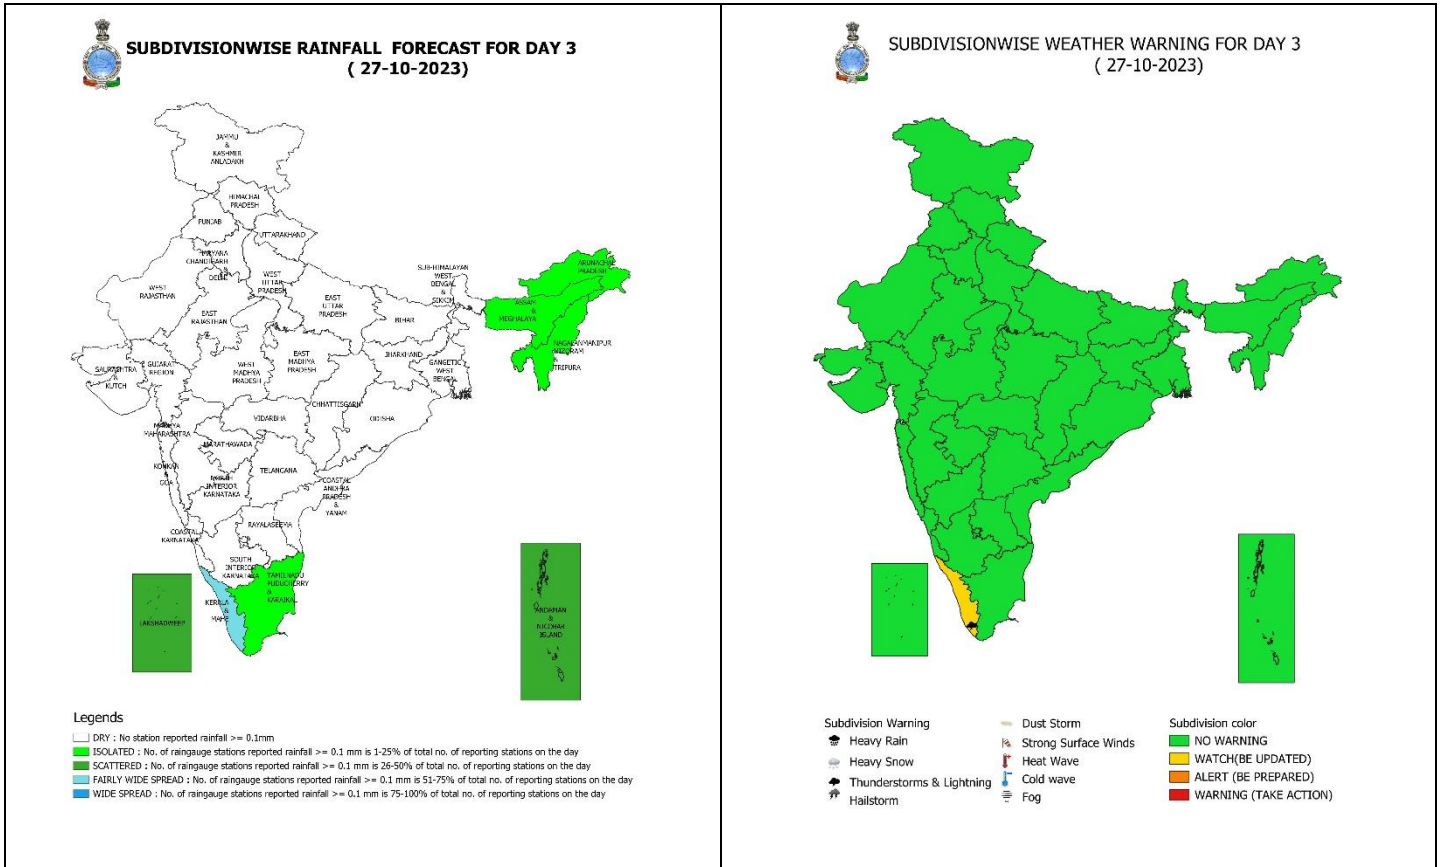 SUBDIVISIONWISE RAINFALL FORECAST FOR DAY 3
( 27-10-2023)
JAMMU
&
KASHMIR
ANLADAKH
HIMACHAL
PRADESH
PUNJAB
UTTARAKHAND
HARYANA
CHANDIGARH
&
DELHI
WEST
UTTAR
PRADESH
WEST
RAJASTHAN
EAST
RAJASTHAN
EAST
UTTAR
PRADESH
SUB-HIMALAYAN
WEST
BENGAL
&
SIKKIM
ARUNACHAL
PRADESH
ASSAM
&
MEGHALAYA
NAGALANMANIPUR
MIZORAM
&
TRIPURA
BIHAR
JHARKHAND
GANGETIC
WEST
BENGAL
SAURASHTRA
&
KUTCH
GUJARAT
REGION
WEST
MADHYA
PRADESH
EAST
MADHYA
PRADESH
CHHATTISGARH
ODISHA
VIDARBHA
MADHYA
MAHARASHTRA
MARATHAWADA
KONKAN
&
GOA
NORTH
INTERIOR
KARNATAKA
TELANGANA
COASTAL
ANDHRA
PRADESH
&
YANAM
RAYALASEEMA
COASTAL
KARNATAKA
SOUTH
INTERIOR
KARNATAKA
TAMILNADU
PUDUCHERRY
&
KARAIKAL
KERALA
&
MAHE
LAKSHADWEEP
ANDAMAN
&
NICOBAR
ISLAND
Legends
DRY : No station reported rainfall >= 0.1mm
ISOLATED : No. of raingauge stations reported rainfall >= 0.1 mm is 1-25% of total no. of reporting stations on the day
SCATTERED : No. of raingauge stations reported rainfall >= 0.1 mm is 26-50% of total no. of reporting stations on the day
FAIRLY WIDE SPREAD : No. of raingauge stations reported rainfall >= 0.1 mm is 51-75% of total no. of reporting stations on the day
WIDE SPREAD : No. of raingauge stations reported rainfall >= 0.1 mm is 75-100% of total no. of reporting stations on the day
SUBDIVISIONWISE WEATHER WARNING FOR DAY 3
( 27-10-2023)
Subdivision Warning
Heavy Rain
Heavy Snow
Thunderstorms & Lightning
Hailstorm
Dust Storm
Strong Surface Winds
Heat Wave
Cold wave
Fog
Subdivision color
NO WARNING
WATCH(BE UPDATED)
ALERT (BE PREPARED)
WARNING (TAKE ACTION)